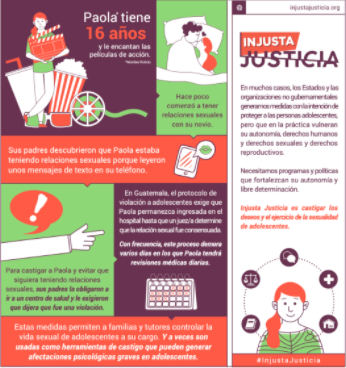 Paola* tiene
16 años
y le encantan las
películas de acción.
Hace poco
comenzó a tener
relaciones sexuales
con su novio.
Sus padres descubrieron que Paola estaba
teniendo relaciones sexuales porque leyeron
unos mensajes de texto en su teléfono.
En Guatemala, el protocolo de
violación a adolescentes exige que
Paola permanezca ingresada en el
hospital hasta que un juez/a determine
que la relación sexual fue consensuada.
Con frecuencia, este proceso demora
varios días en los que Paola tendrá
revisiones médicas diarias.
Para castigar a Paola y evitar que
siguiera teniendo relaciones
sexuales, sus padres la obligaron a
ir a un centro de salud y le exigieron
que dijera que fue una violación.
Estas medidas permiten a familias y tutores controlar la
vida sexual de adolescentes a su cargo. Y a veces son
usadas como herramientas de castigo que pueden generar
afectaciones psicológicas graves en adolescentes.
injustajusticia.org
INJUSTA
JUSTICIA
En muchos casos, los Estados y las
organizaciones no gubernamentales
generamos medidas con la intención de
proteger a las personas adolescentes,
pero que en la práctica vulneran
su autonomía, derechos humanos
y derechos sexuales y derechos
reproductivos.
Necesitamos programas y políticas
que fortalezcan su autonomía y
libre determinación.
Injusta Justicia es castigar los
deseos y el ejercicio de la sexualidad
de adolescentes.
#InjustaJusticia